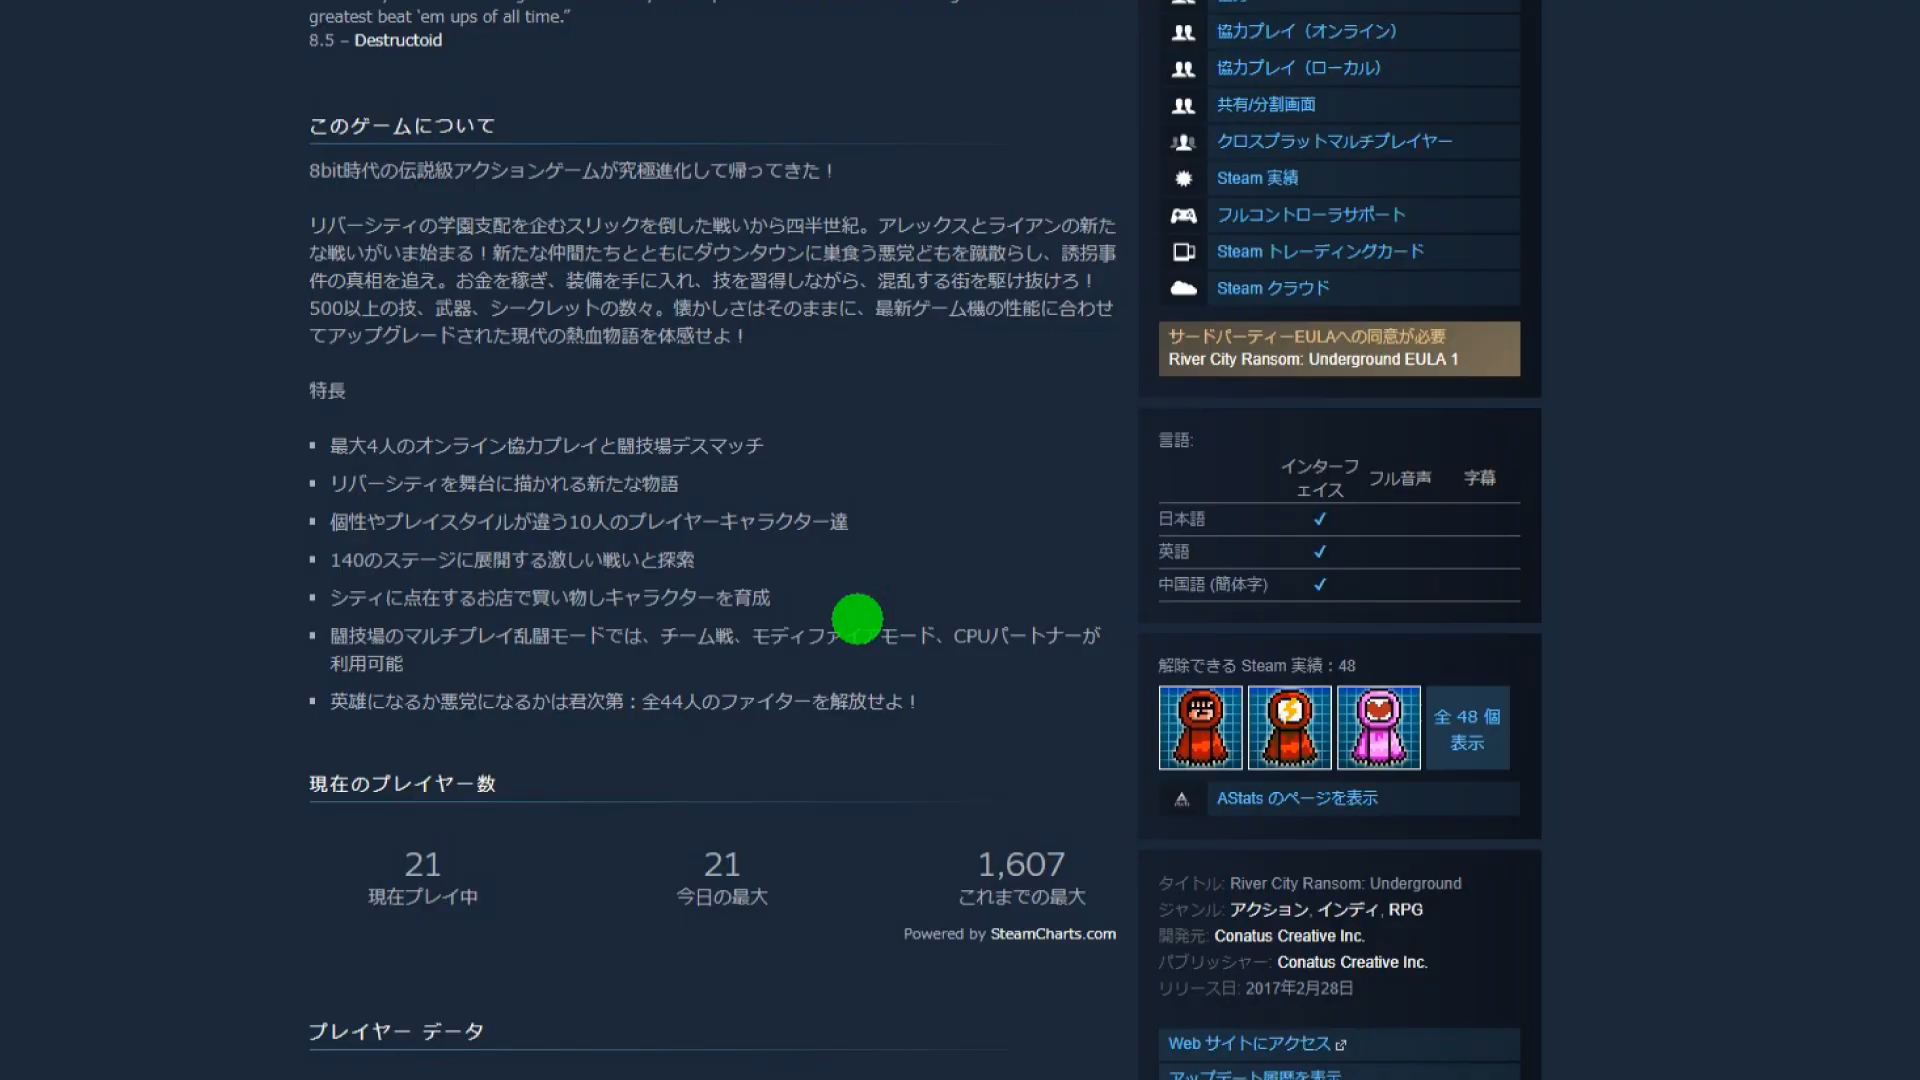 greatest beat 'em ups of all time.”
8.5 – Destructoid
このゲームについて
8bit時代の伝説級アクションゲームが究極進化して帰ってきた！
リバーシティの学園支配を企むスリックを倒した戦いから四半世紀。アレックスとライアンの新た
な戦いがいま始まる！新たな仲間たちとともにダウンタウンに巣食う悪党どもを蹴散らし、誘拐事
件の真相を追え。お金を稼ぎ、装備を手に入れ、技を習得しながら、混乱する街を駆け抜けろ！
500以上の技、武器、シークレットの数々。懐かしさはそのままに、最新ゲーム機の性能に合わせ
てアップグレードされた現代の熱血物語を体感せよ！
特長
▪ 最大4人のオンライン協力プレイと闘技場デスマッチ
▪ リバーシティを舞台に描かれる新たな物語
▪ 個性やプレイスタイルが違う10人のプレイヤーキャラクター達
▪ 140のステージに展開する激しい戦いと探索
▪ シティに点在するお店で買い物しキャラクターを育成
▪ 闘技場のマルチプレイ乱闘モードでは、チーム戦、モディファイアモード、CPUパートナーが
利用可能
▪ 英雄になるか悪党になるかは君次第：全44人のファイターを解放せよ！
現在のプレイヤー数
21 21 1,607
現在プレイ中 今日の最大 これまでの最大
Powered by SteamCharts.com
プレイヤー データ
協力プレイ（オンライン）
協力プレイ（ローカル）
共有/分割画面
クロスプラットマルチプレイヤー
Steam 実績
フルコントローラサポート
Steam トレーディングカード
Steam クラウド
サードパーティーEULAへの同意が必要
River City Ransom: Underground EULA 1
言語:
インターフェイス フル音声 字幕
日本語 ✓
英語 ✓
中国語 (簡体字) ✓
解除できる Steam 実績：48
全 48 個
表示
AStats のページを表示
タイトル: River City Ransom: Underground
ジャンル: アクション, インディ, RPG
開発元: Conatus Creative Inc.
パブリッシャー: Conatus Creative Inc.
リリース日: 2017年2月28日
Web サイトにアクセス
アップデート履歴を表示